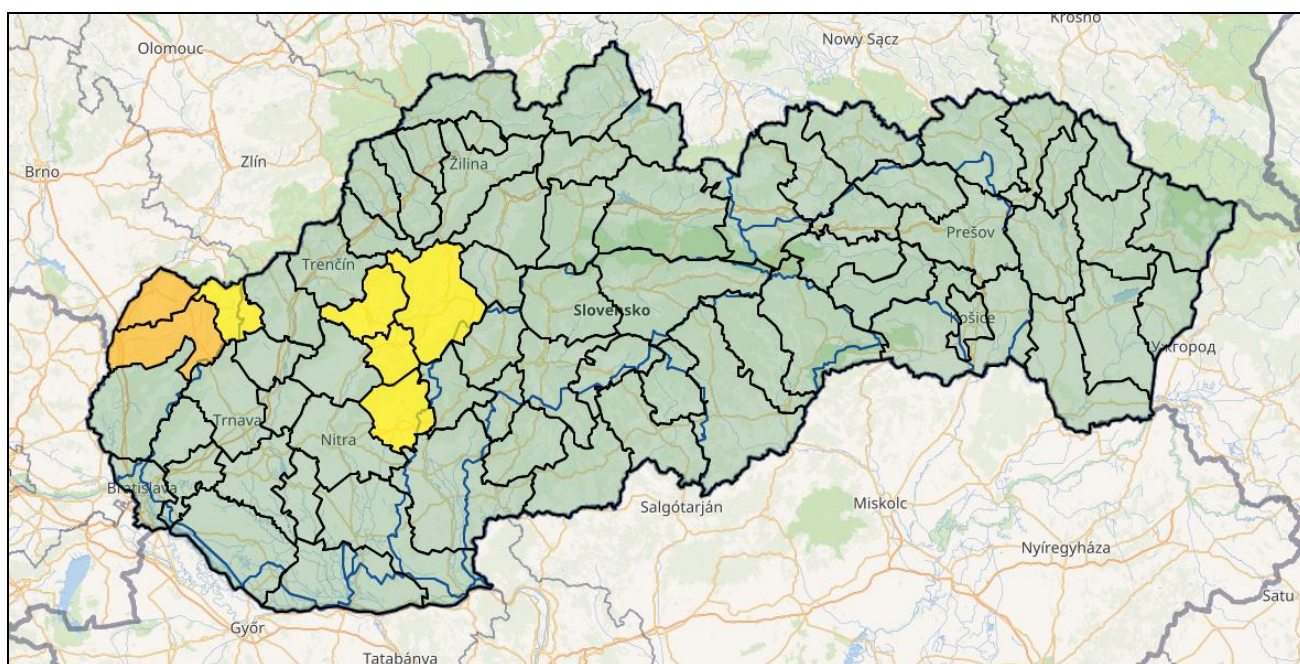 Krosno
Olomouc
Nowy Sącz
Brno
Zlín
Žilina
Prešov
Trenčín
Slovensko
Košice
Ужгород
Trnava
Nitra
Bratislava
Salgótarján
Miskolc
Nyíregyháza
Satu
Győr
Tatabánya